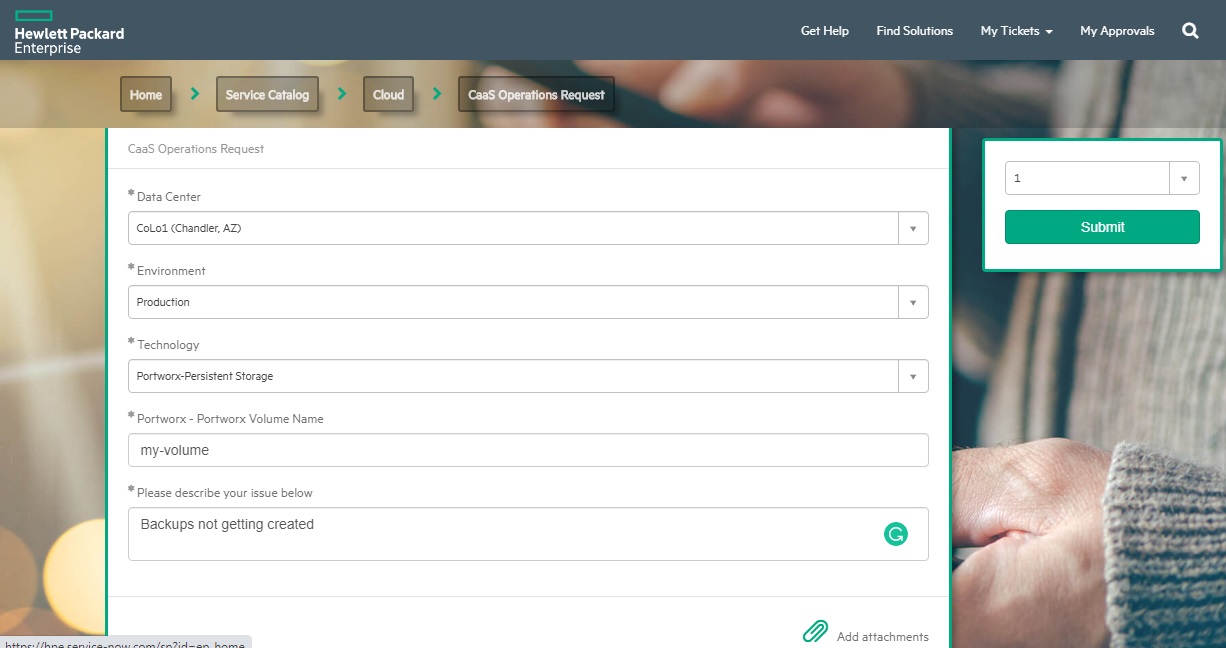 Hewlett Packard
Enterprise
Get Help
Find Solutions
My Tickets
My Approvals
Home
Service Catalog
Cloud
CaaS Operations Request
CaaS Operations Request
* Data Center
CoLo1 (Chandler, AZ)
* Environment
Production
* Technology
Portworx-Persistent Storage
* Portworx - Portworx Volume Name
my-volume
* Please describe your issue below
Backups not getting created
Add attachments
1
Submit
https://hpe.service-now.com/sp?id=ep_home